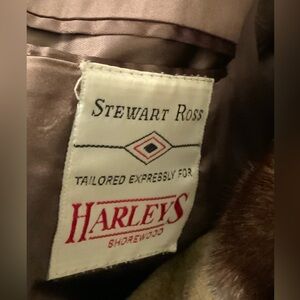 STEWART ROSS
TAILORED EXPRESSLY FOR
HARLEYS
SHOREWOOD